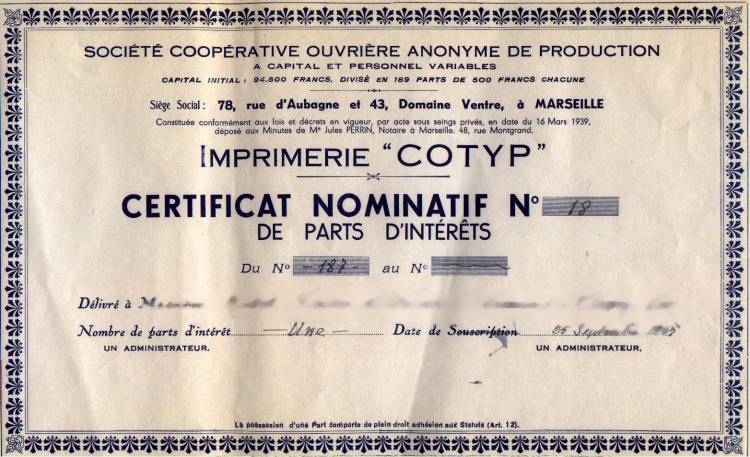 SOCIÉTÉ COOPÉRATIVE OUVRIÈRE ANONYME DE PRODUCTION
A CAPITAL ET PERSONNEL VARIABLES
CAPITAL INITIAL : 94.500 FRANCS, DIVISÉ EN 189 PARTS DE 500 FRANCS CHACUNE
Siège Social : 78, rue d'Aubagne et 43, Domaine Ventre, à MARSEILLE
Constituée conformément aux lois et décrets en vigueur, par acte sous seings privés, en date du 16 Mars 1939,
déposé aux Minutes de Me Jules PERRIN, Notaire à Marseille. 48, rue Montgrand.
IMPRIMERIE "COTYP"
CERTIFICAT NOMINATIF No 18
DE PARTS D'INTÉRÊTS
Du No -187- au No
Délivré à
Nombre de parts d'intérêt -Une- Date de Souscription 25 Septembre
UN ADMINISTRATEUR. UN ADMINISTRATEUR.
La possession d'une Part comporte de plein droit adhésion aux Statuts (Art. 12).